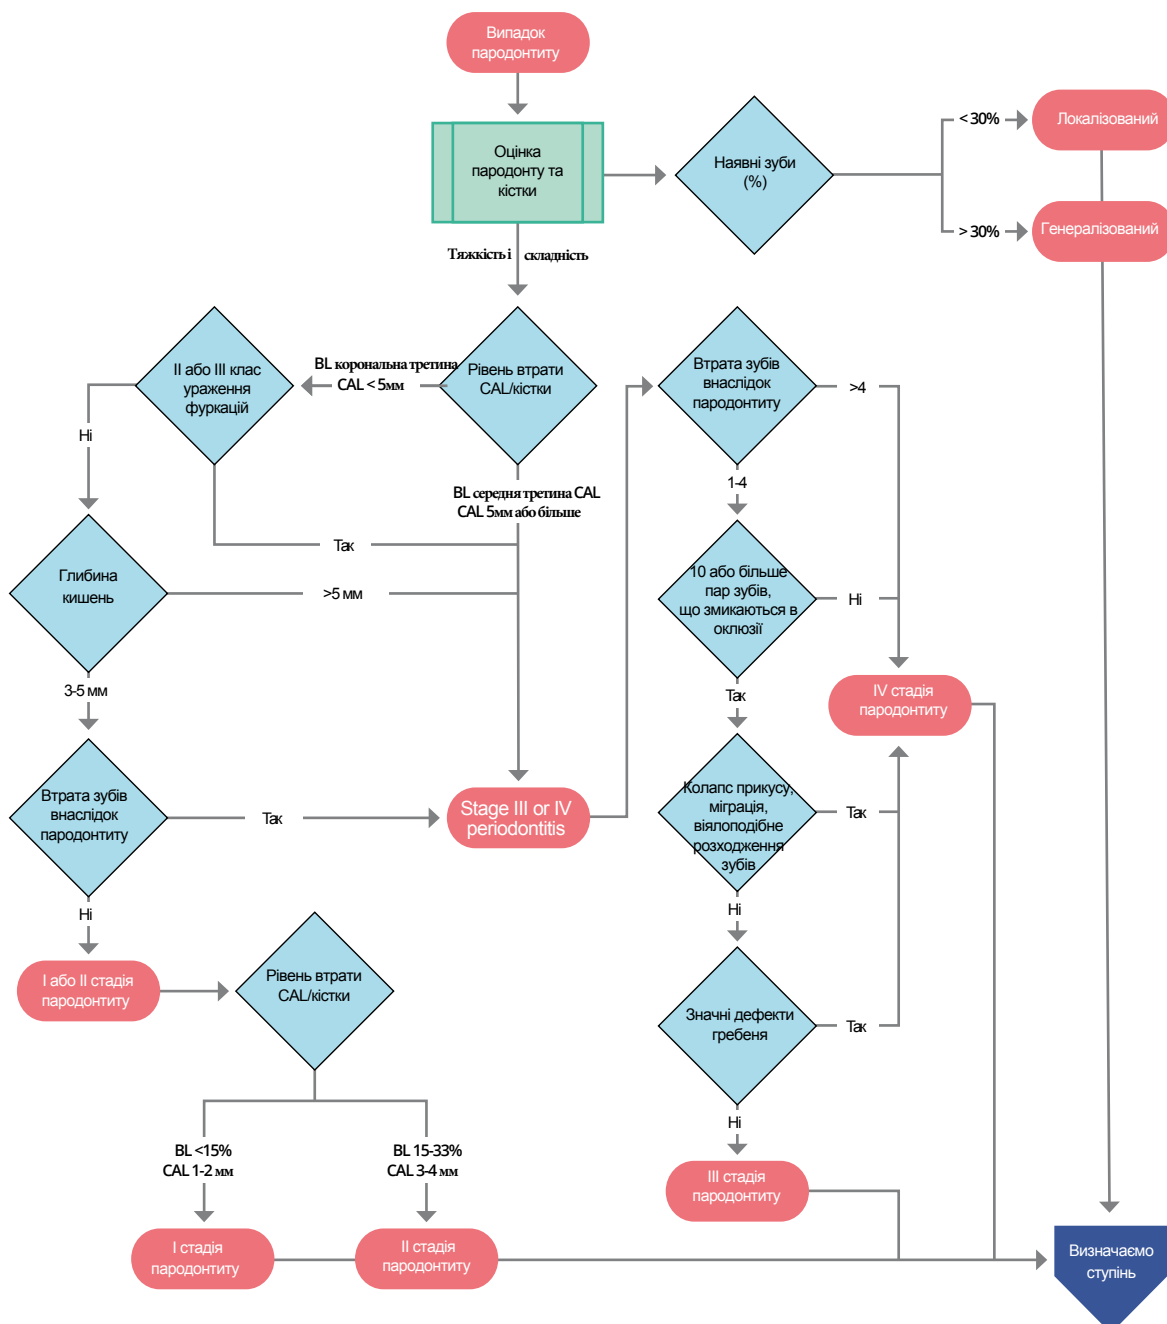 Випадок
пародонтиту
Оцінка
пародонту та
кістки
Наявні зуби
(%)
< 30%
Локалізований
> 30%
Генералізований
Тяжкість і складність
II або III клас
ураження
фуркацій
BL корональна третина
CAL < 5мм
Рівень втрати
CAL/кістки
Втрата зубів
внаслідок
пародонтиту
>4
Ні
1-4
BL середня третина CAL
CAL 5мм або більше
Так
Глибина
кишень
>5 мм
10 або більше
пар зубів,
що змикаються в
оклюзії
Ні
3-5 мм
Так
IV стадія
пародонтиту
Втрата зубів
внаслідок
пародонтиту
Так
Stage III or IV
periodontitis
Колапс прикусу,
міграція,
віялоподібне
розходження
зубів
Так
Ні
Ні
I або II стадія
пародонтиту
Рівень втрати
CAL/кістки
Значні дефекти
гребеня
Так
Ні
BL <15%
CAL 1-2 мм
BL 15-33%
CAL 3-4 мм
III стадія
пародонтиту
I стадія
пародонтиту
II стадія
пародонтиту
Визначаємо
ступінь